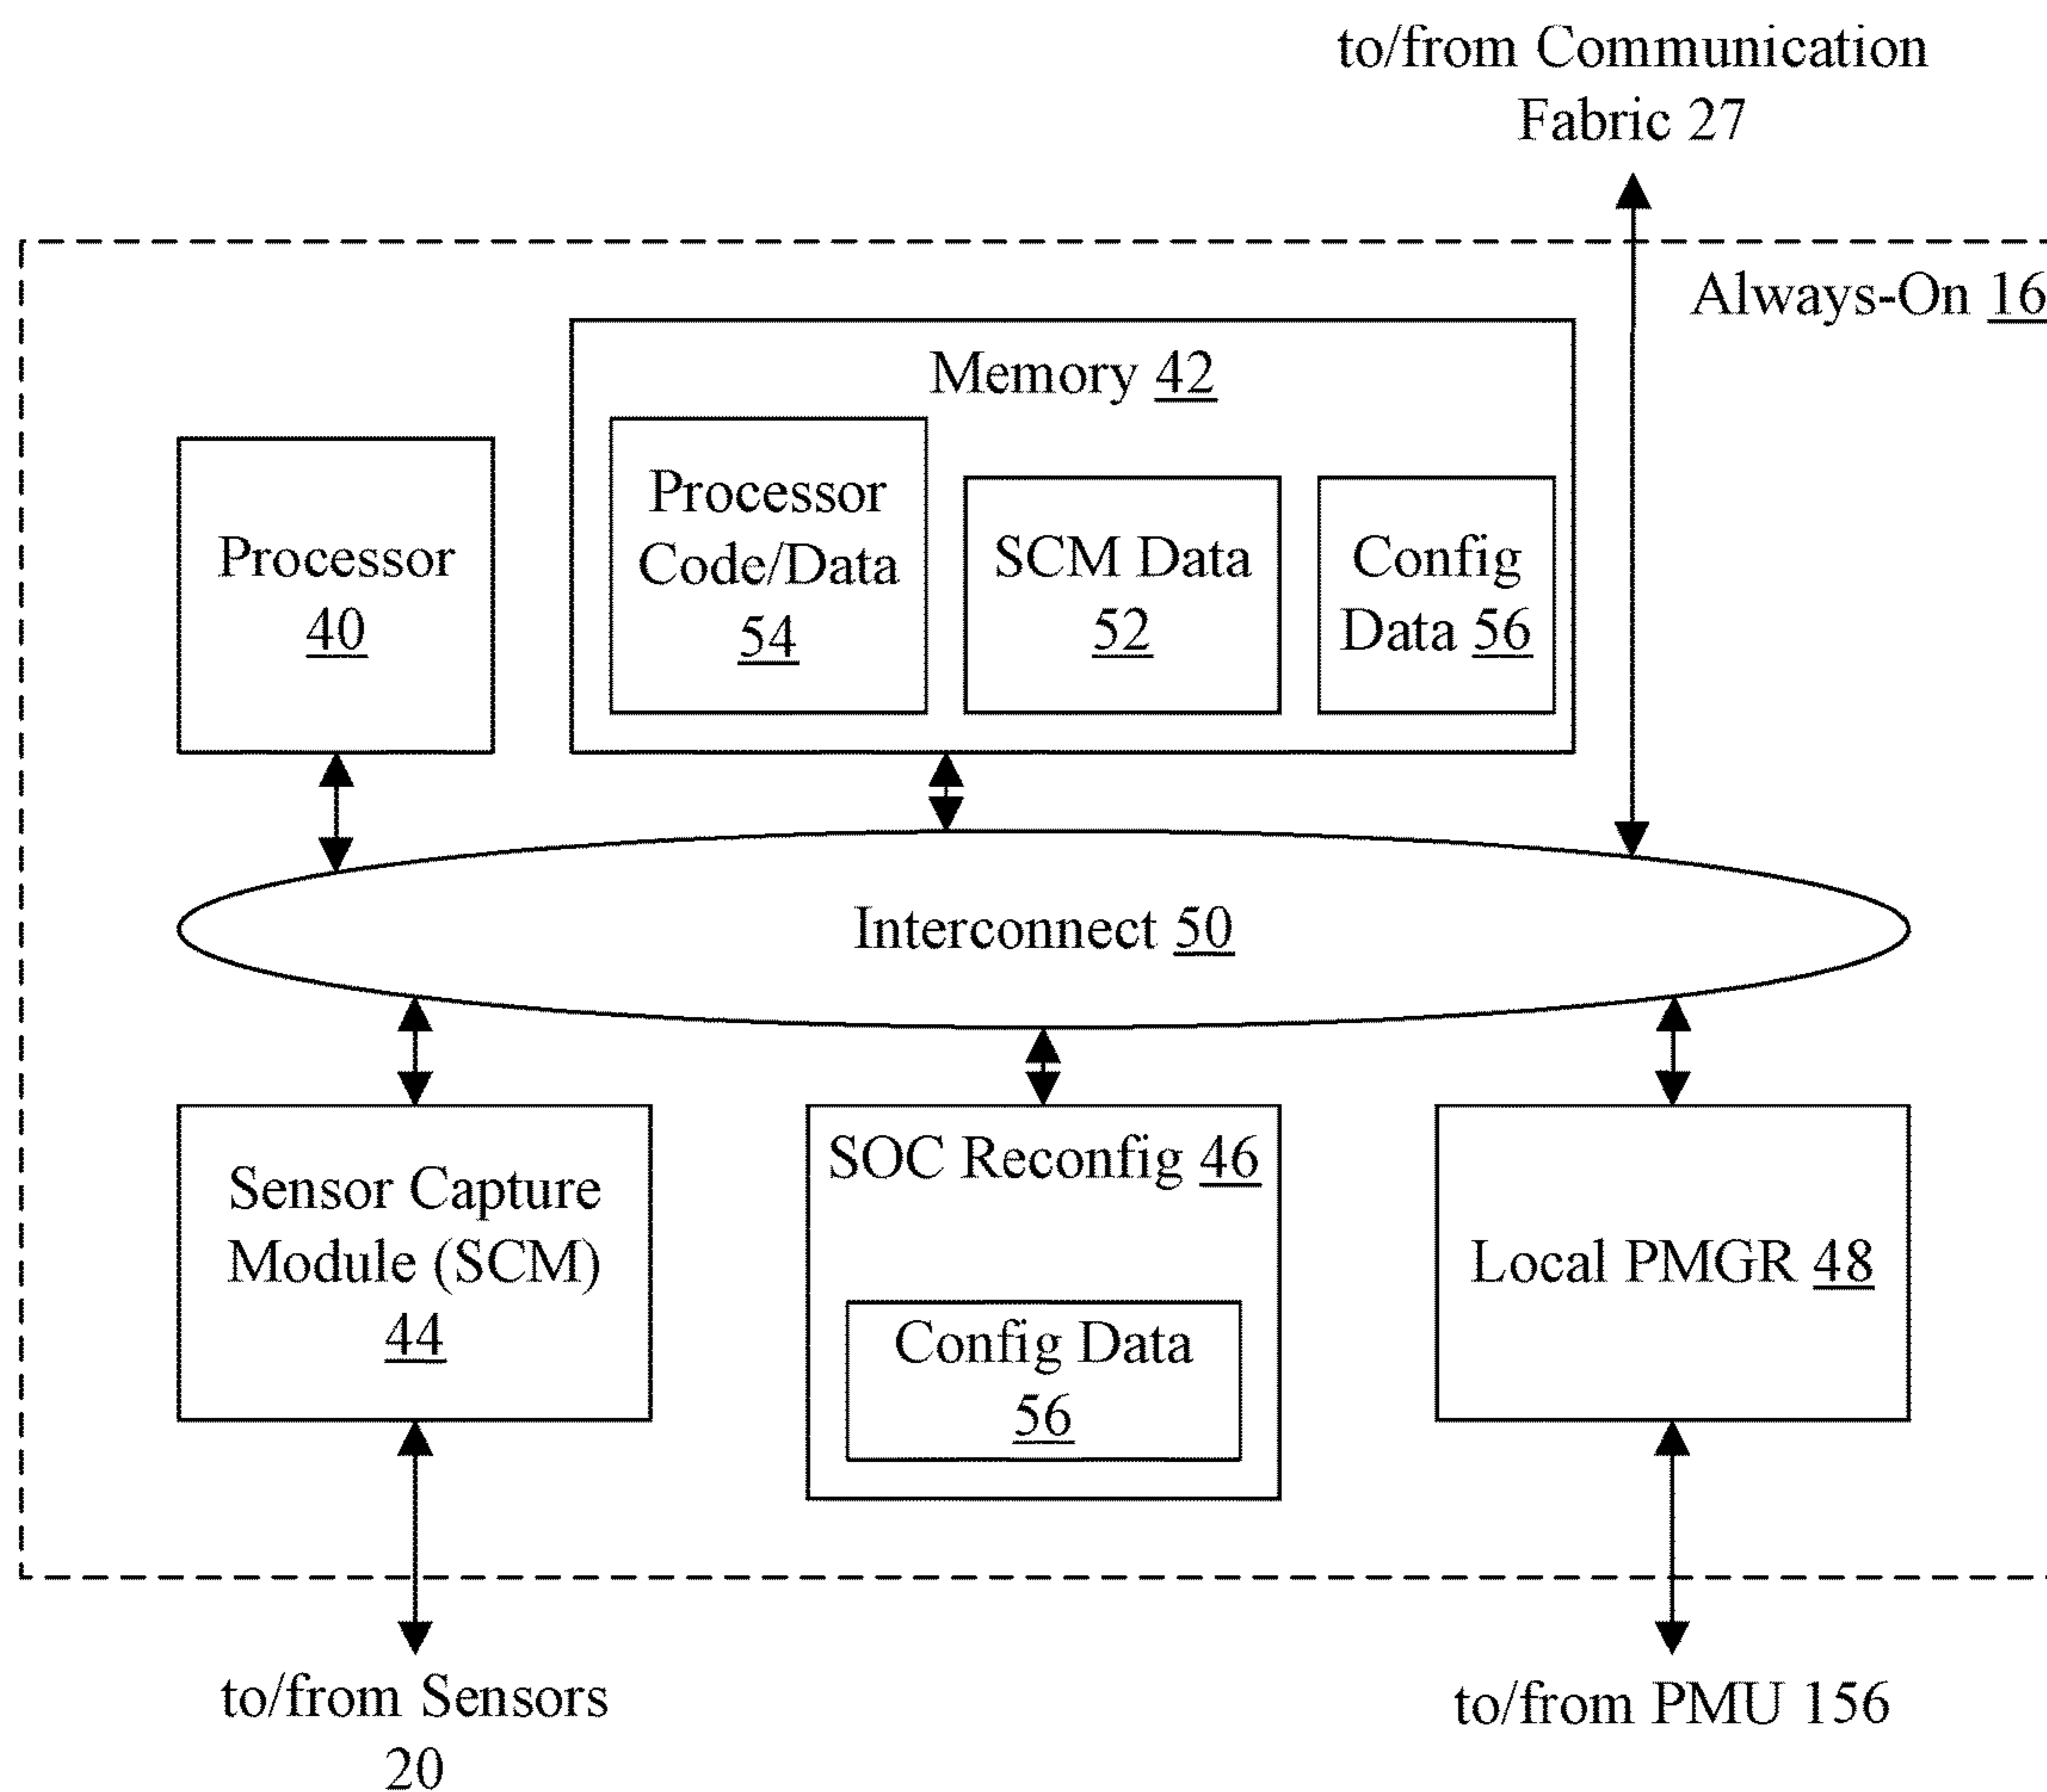 to/from Communication
Fabric 27
Always-On 16
Memory 42
Processor
40
Processor
Code/Data
54
SCM Data
52
Config
Data 56
Interconnect 50
Sensor Capture
Module (SCM)
44
SOC Reconfig 46
Config Data
56
Local PMGR 48
to/from Sensors
20
to/from PMU 156